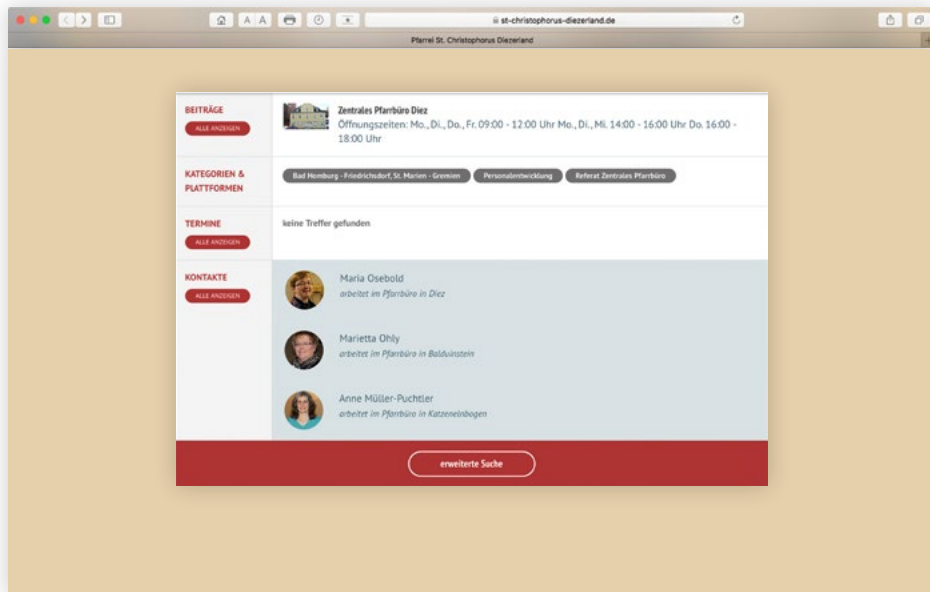 st-christophorus-diezerland.de
Pfarrei St. Christophorus Diezerland
BEITRÄGE
ALLE ANZEIGEN
Zentrales Pfarrbüro Diez
Öffnungszeiten: Mo., Di., Do., Fr. 09:00 - 12:00 Uhr Mo., Di., Mi. 14:00 - 16:00 Uhr Do. 16:00 -
18:00 Uhr
KATEGORIEN &
PLATTFORMEN
Bad Homburg - Friedrichsdorf, St. Marien - Gremien
Personalentwicklung
Referat Zentrales Pfarrbüro
TERMINE
ALLE ANZEIGEN
keine Treffer gefunden
KONTAKTE
ALLE ANZEIGEN
Maria Osebold
arbeitet im Pfarrbüro in Diez
Marietta Ohly
arbeitet im Pfarrbüro in Balduinstein
Anne Müller-Puchtler
arbeitet im Pfarrbüro in Katzeneinbogen
erweiterte Suche